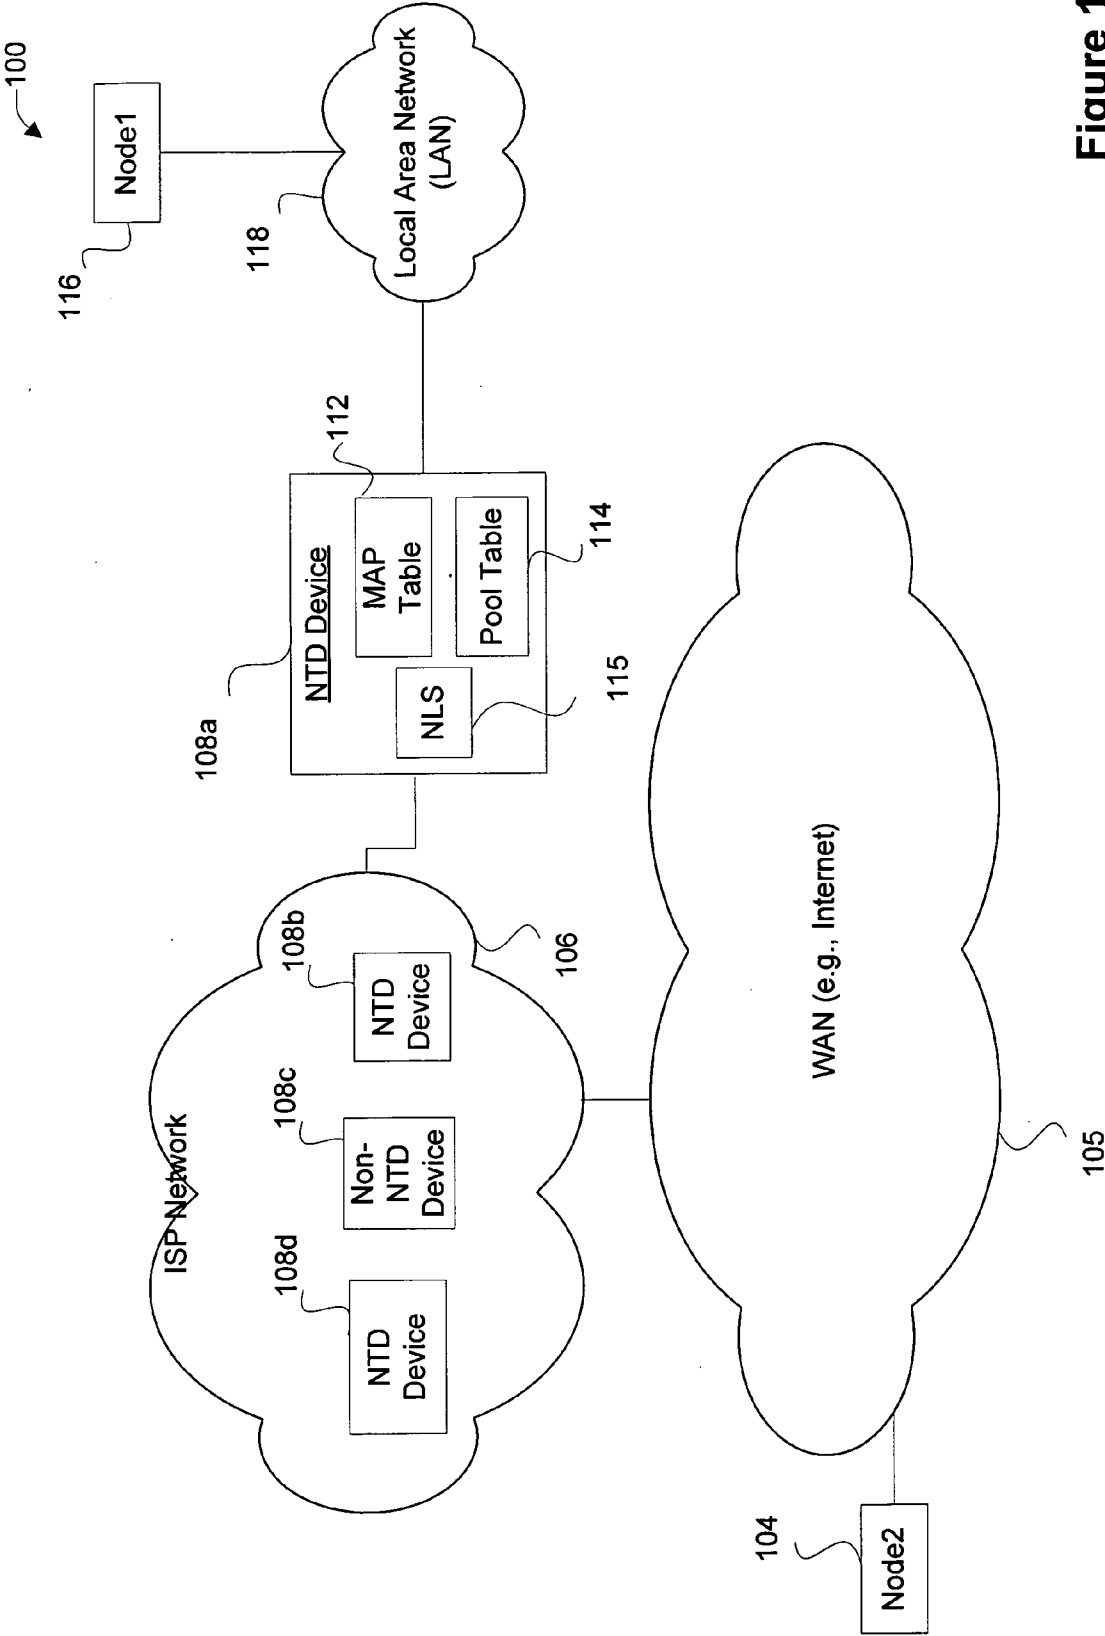 100
Node1
116
118
Local Area Network
(LAN)
108a
NTD Device
MAP
Table
112
Pool Table
114
NLS
115
ISP Network
108b
NTD
Device
108c
Non-
NTD
Device
108d
NTD
Device
106
WAN (e.g., Internet)
105
104
Node2
Figure 1